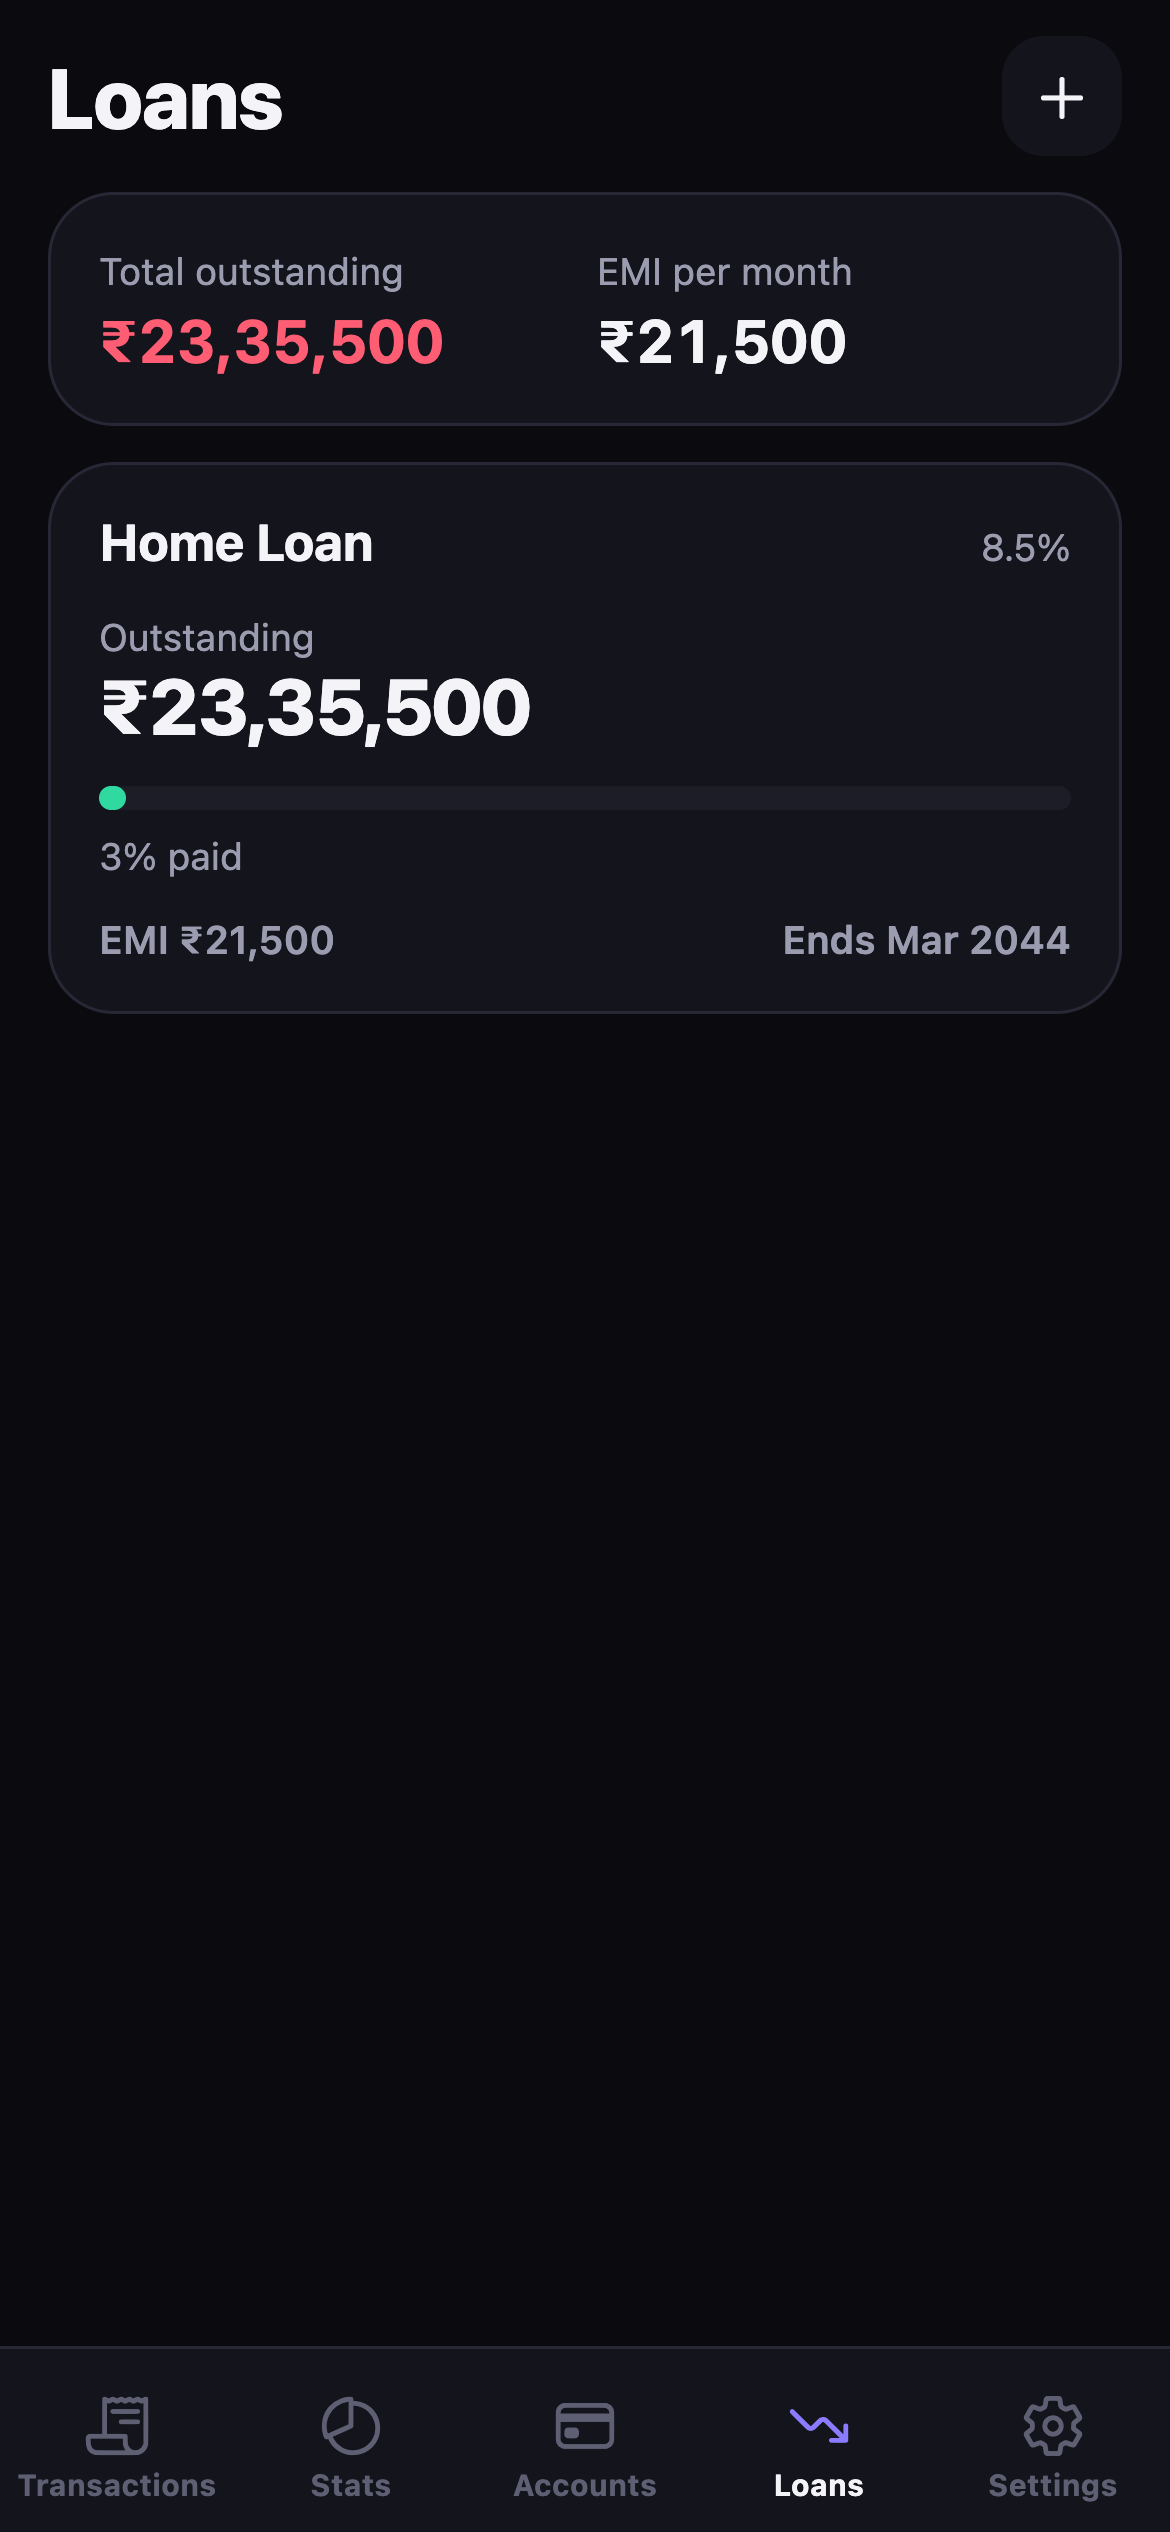 Loans
Total outstanding
EMI per month
₹23,35,500
₹21,500
Home Loan
8.5%
Outstanding
₹23,35,500
3% paid
EMI ₹21,500
Ends Mar 2044
Transactions
Stats
Accounts
Loans
Settings